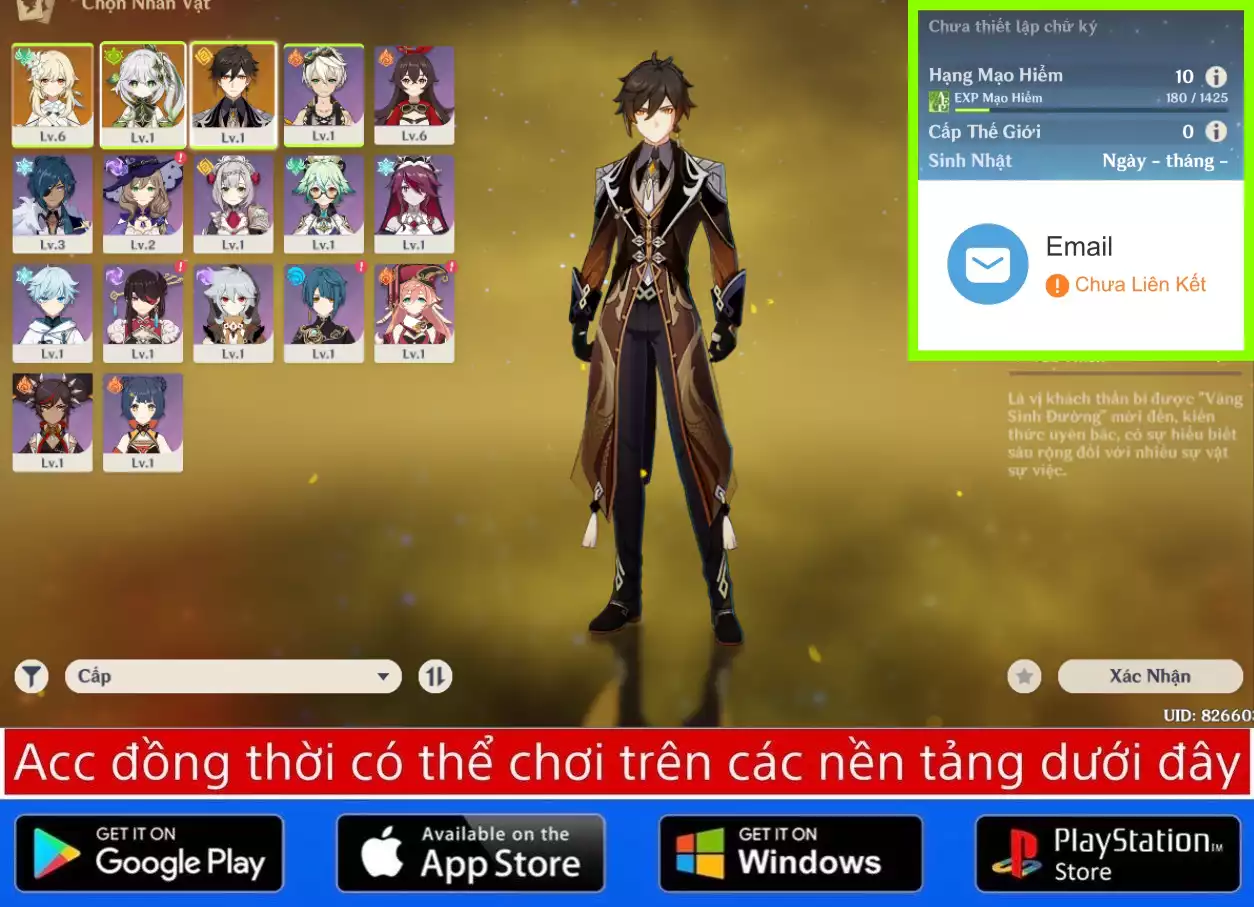 Chọn Nhân Vật
Lv.6
Lv.1
Lv.1
Lv.1
Lv.6
Lv.3
Lv.2
Lv.1
Lv.1
Lv.1
Lv.1
Lv.1
Lv.1
Lv.1
Lv.1
Lv.1
Lv.1
Chưa thiết lập chữ ký
Hạng Mạo Hiểm 10
EXP Mạo Hiểm 180 / 1425
Cấp Thế Giới 0
Sinh Nhật Ngày - tháng -
Email
Chưa Liên Kết
Là vị khách thần bí được "Vãng
Sinh Đường" mời đến, kiến
thức uyên bác, có sự hiểu biết
sâu rộng đối với nhiều sự vật
sự việc.
Cấp
Xác Nhận
UID: 82660
Acc đồng thời có thể chơi trên các nền tảng dưới đây
GET IT ON
Google Play
Available on the
App Store
GET IT ON
Windows
PlayStation™
Store